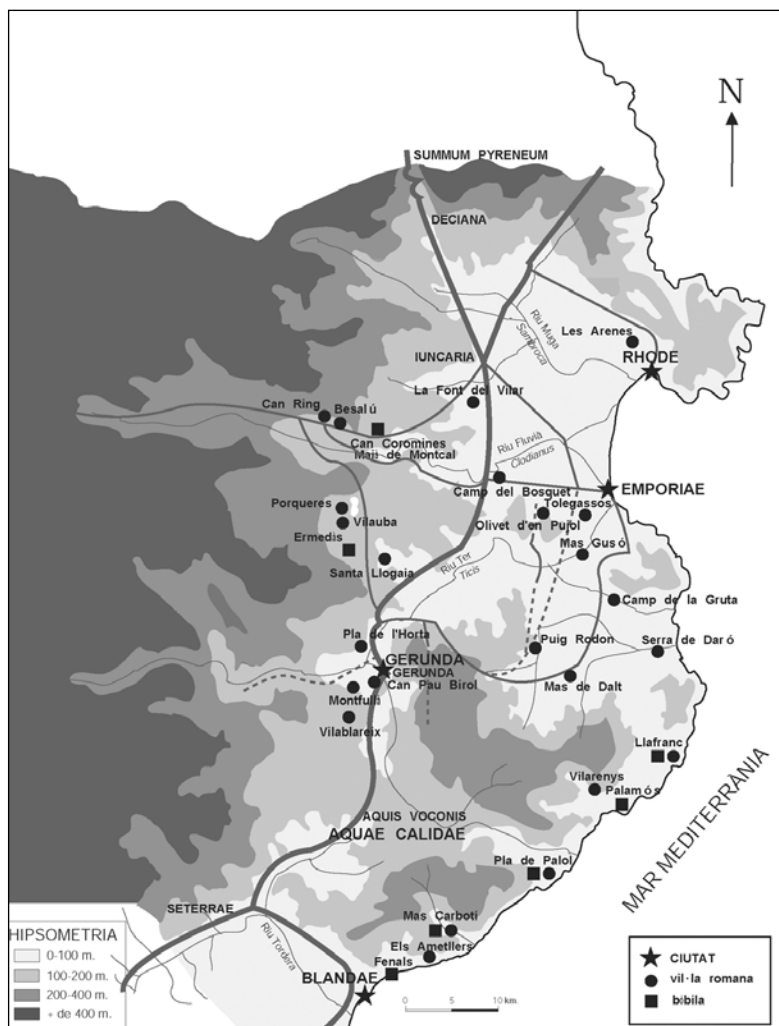 N
SUMMUM PYRENEUM
DECIANA
Riu Muga
Sambroca
Les Arenes
RHODE
IUNCARIA
La Font del Vilar
Can Ring
Besalú
Can Coromines
Maji de Montcal
Riu Fluvià
Clodianus
Camp del Bosquet
EMPORIAE
Tolegassos
Olivet d'en Pujol
Porqueres
Vilauba
Ermedàs
Mas Gusó
Santa Llogaia
Riu Ter
Ticis
Camp de la Gruta
Pla de l'Horta
Puig Rodon
Serra de Daró
GERUNDA
GERUNDA
Can Pau Birol
Mas de Dalt
Montfullà
Vilablareix
Llafranc
Vilarenys
Palamós
MAR MEDITERRÀNIA
AQUIS VOCONIS
AQUAE CALIDAE
Pla de Palol
SETERRAE
Mas Carbotí
Riu Tordera
Els Ametllers
Fenals
BLANDAE
HIPSOMETRIA
0-100 m.
100-200 m.
200-400 m.
+ de 400 m.
0 5 10 km.
CIUTAT
vil·la romana
bòbila